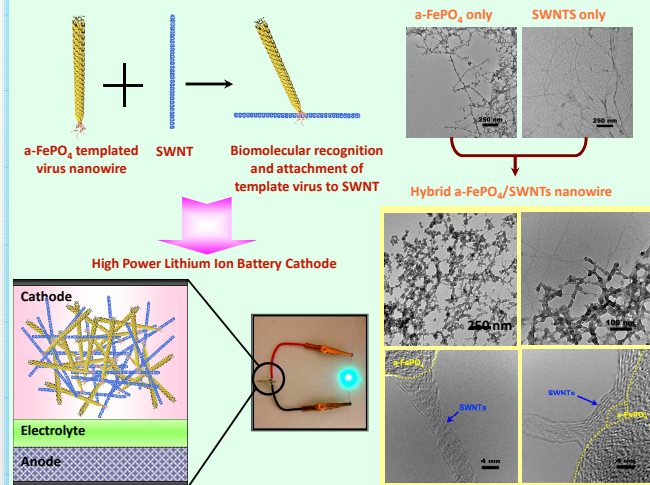 a-FePO4 only
SWNTS only
250 nm
250 nm
a-FePO4 templated
virus nanowire
SWNT
Biomolecular recognition
and attachment of
template virus to SWNT
Hybrid a-FePO4/SWNTs nanowire
High Power Lithium Ion Battery Cathode
Cathode
Electrolyte
Anode
250 nm
100 nm
a-FePO4
SWNTs
4 nm
SWNTs
a-FePO4
4 nm